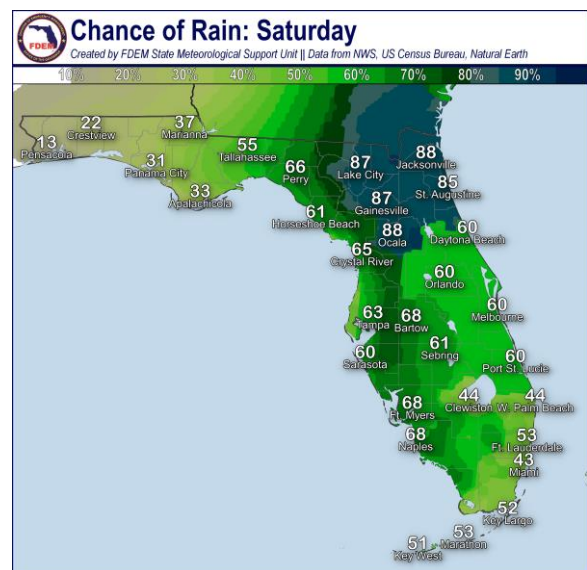 FDEM
Chance of Rain: Saturday
Created by FDEM State Meteorological Support Unit || Data from NWS, US Census Bureau, Natural Earth
10% 20% 30% 40% 50% 60% 70% 80% 90%
13
Pensacola
22
Crestview
37
Marianna
31
Panama City
33
Apalachicola
55
Tallahassee
66
Perry
87
Lake City
88
Jacksonville
85
St. Augustine
87
Gainesville
61
Horseshoe Beach
88
Ocala
60
Daytona Beach
65
Crystal River
60
Orlando
60
Melbourne
63
Tampa
68
Bartow
61
Sebring
60
Sarasota
60
Port St. Lucie
68
Ft. Myers
44
Clewiston
44
W. Palm Beach
68
Naples
53
Ft. Lauderdale
43
Miami
52
Key Largo
53
Marathon
51
Key West